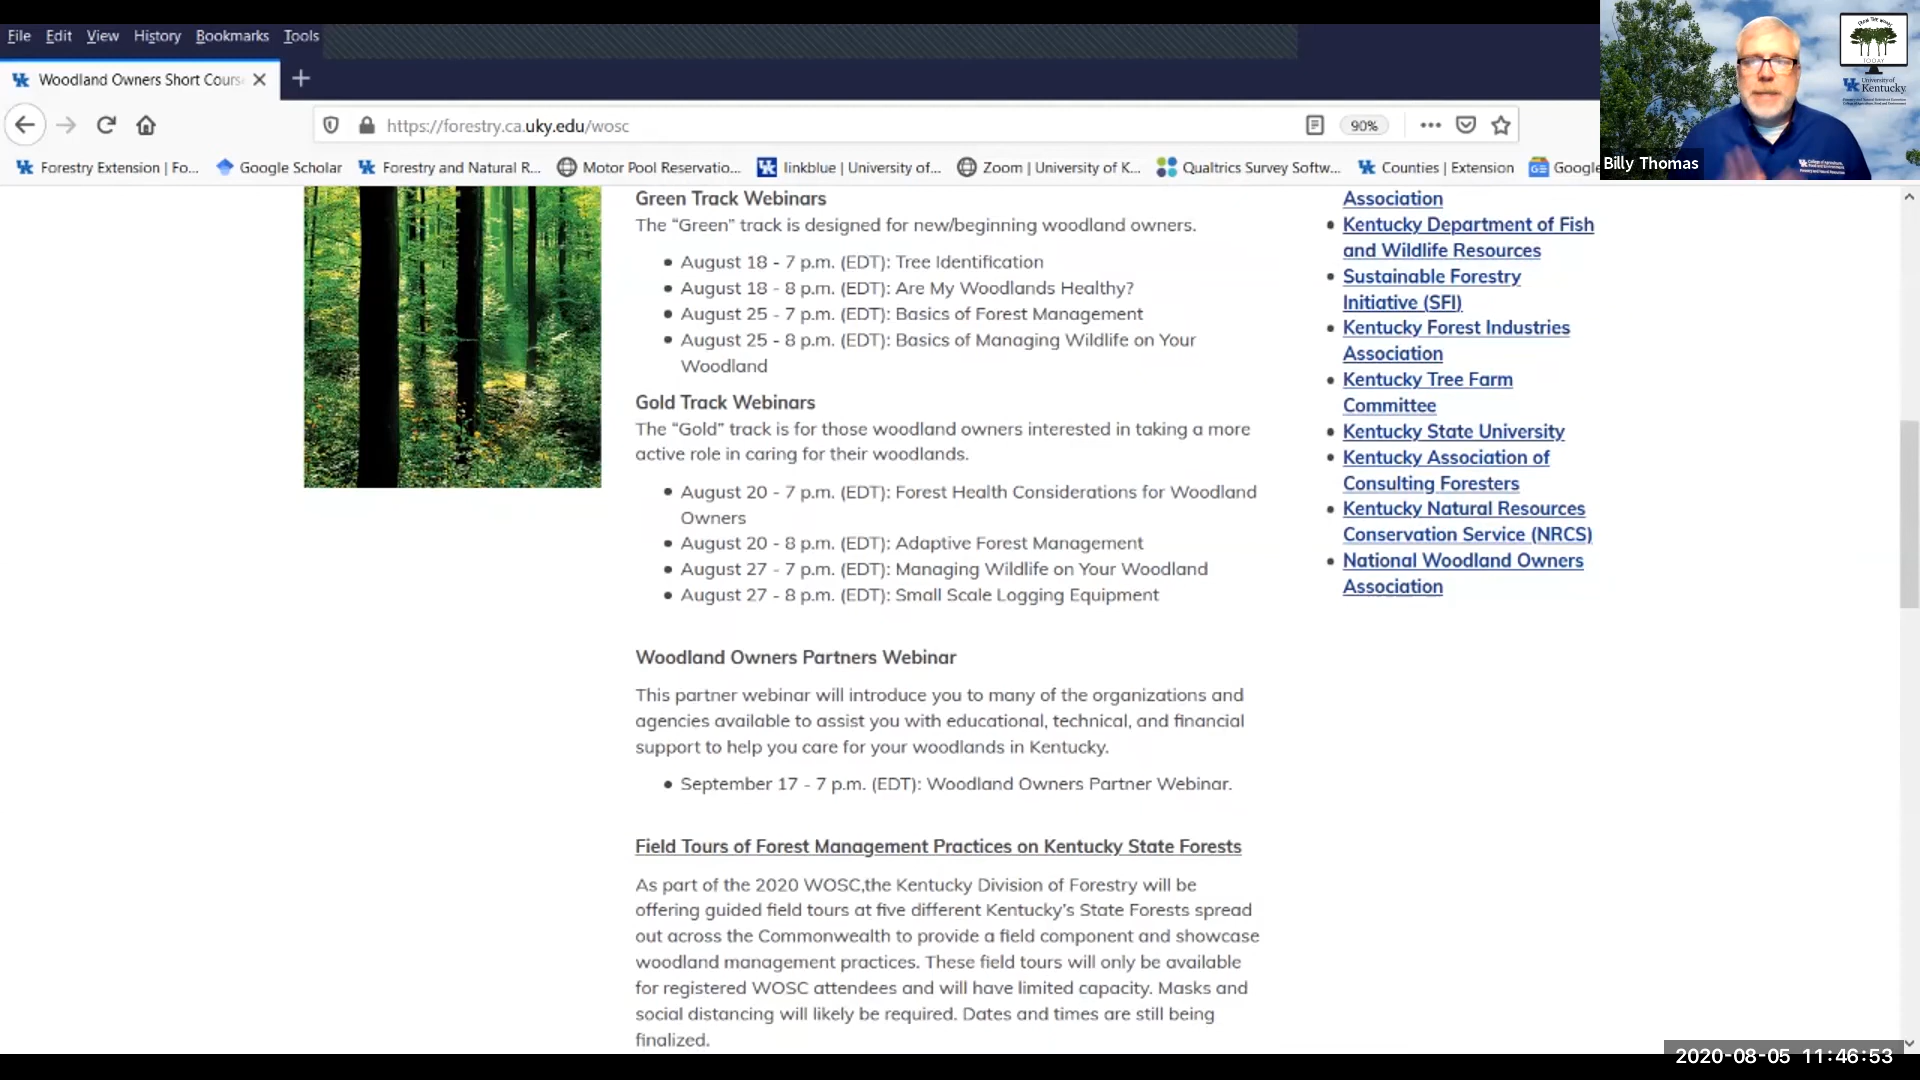 File Edit View History Bookmarks Tools
Woodland Owners Short Cours
https://forestry.ca.uky.edu/wosc
90%
Forestry Extension | Fo...
Google Scholar
Forestry and Natural R...
Motor Pool Reservatio...
linkblue | University of...
Zoom | University of K...
Qualtrics Survey Softw...
Counties | Extension
Google
TODAY
University of
Kentucky
Billy Thomas
Green Track Webinars
The “Green” track is designed for new/beginning woodland owners.
• August 18 - 7 p.m. (EDT): Tree Identification
• August 18 - 8 p.m. (EDT): Are My Woodlands Healthy?
• August 25 - 7 p.m. (EDT): Basics of Forest Management
• August 25 - 8 p.m. (EDT): Basics of Managing Wildlife on Your
Woodland
Gold Track Webinars
The “Gold” track is for those woodland owners interested in taking a more
active role in caring for their woodlands.
• August 20 - 7 p.m. (EDT): Forest Health Considerations for Woodland
Owners
• August 20 - 8 p.m. (EDT): Adaptive Forest Management
• August 27 - 7 p.m. (EDT): Managing Wildlife on Your Woodland
• August 27 - 8 p.m. (EDT): Small Scale Logging Equipment
Woodland Owners Partners Webinar
This partner webinar will introduce you to many of the organizations and
agencies available to assist you with educational, technical, and financial
support to help you care for your woodlands in Kentucky.
• September 17 - 7 p.m. (EDT): Woodland Owners Partner Webinar.
Field Tours of Forest Management Practices on Kentucky State Forests
As part of the 2020 WOSC,the Kentucky Division of Forestry will be
offering guided field tours at five different Kentucky’s State Forests spread
out across the Commonwealth to provide a field component and showcase
woodland management practices. These field tours will only be available
for registered WOSC attendees and will have limited capacity. Masks and
social distancing will likely be required. Dates and times are still being
finalized.
Association
• Kentucky Department of Fish
and Wildlife Resources
• Sustainable Forestry
Initiative (SFI)
• Kentucky Forest Industries
Association
• Kentucky Tree Farm
Committee
• Kentucky State University
• Kentucky Association of
Consulting Foresters
• Kentucky Natural Resources
Conservation Service (NRCS)
• National Woodland Owners
Association
2020-08-05 11:46:53